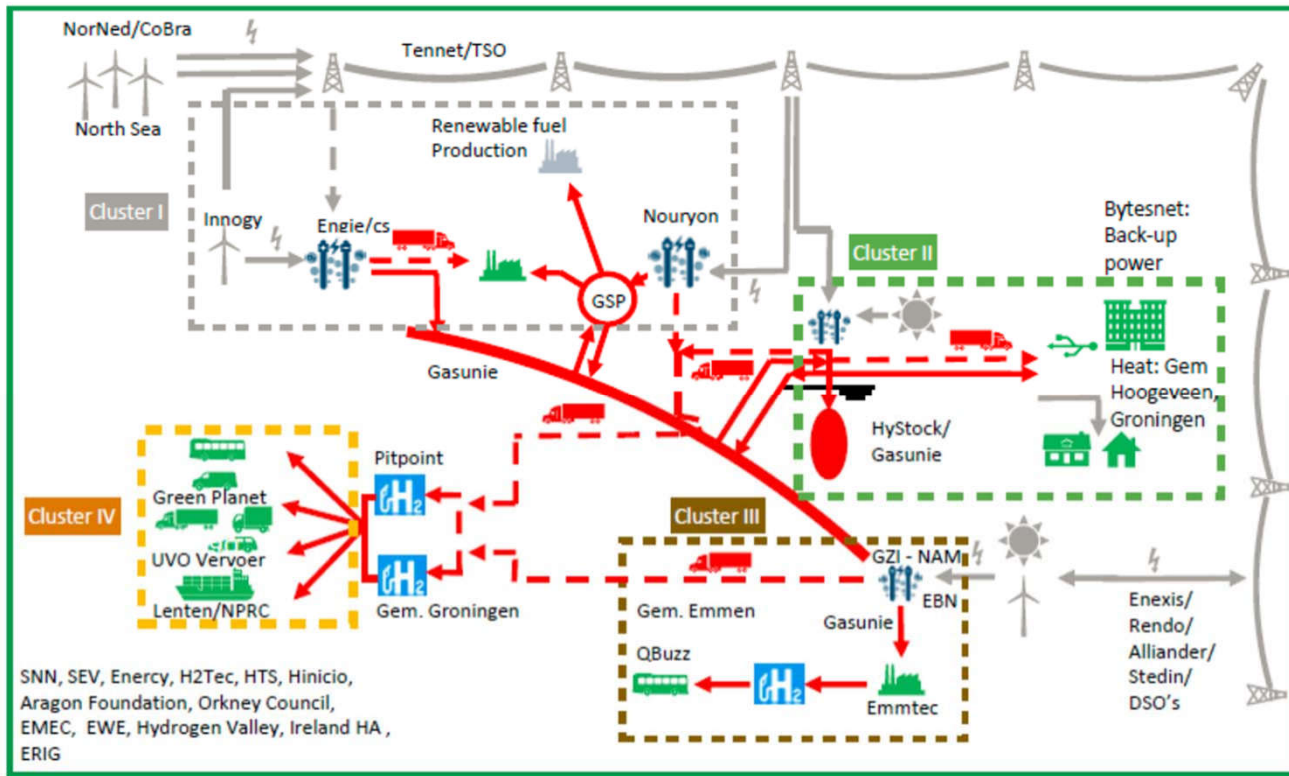 NorNed/CoBra
Tennet/TSO
North Sea
Renewable fuel
Production
Cluster I
Innogy
Engie/cs
Nouryon
GSP
Bytesnet:
Back-up
power
Cluster II
Gasunie
Heat: Gem
Hoogeveen,
Groningen
HyStock/
Gasunie
Pitpoint
H2
Green Planet
Cluster IV
UVO Vervoer
Lenten/NPRC
H2
Gem. Groningen
Cluster III
GZI - NAM
Gem. Emmen
EBN
Gasunie
QBuzz
H2
Emmtec
Enexis/
Rendo/
Alliander/
Stedin/
DSO's
SNN, SEV, Enercy, H2Tec, HTS, Hinicio,
Aragon Foundation, Orkney Council,
EMEC, EWE, Hydrogen Valley, Ireland HA ,
ERIG